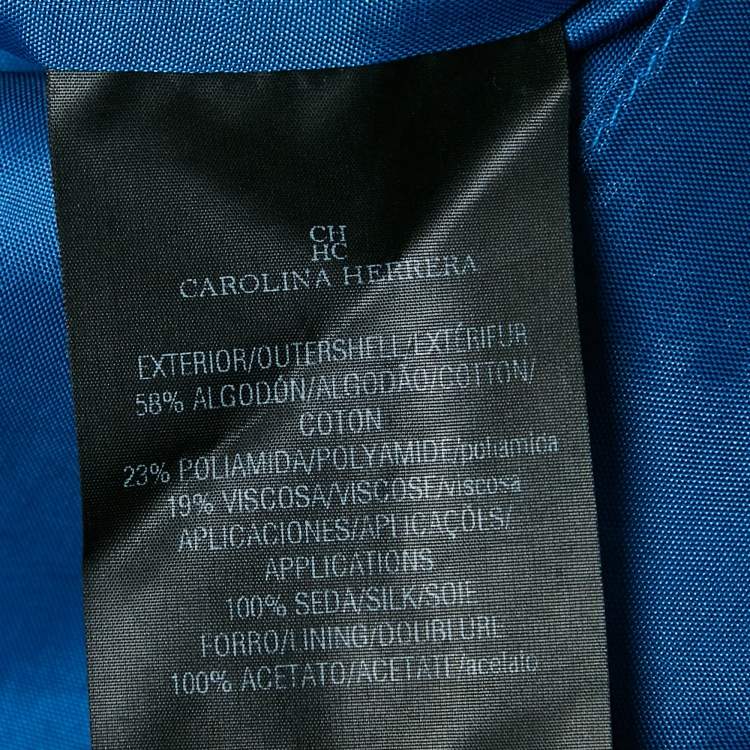 CH
HC
CAROLINA HERRERA
EXTERIOR/OUTERSHELL/EXTÉRIEUR
58% ALGODÓN/ALGODÃO/COTTON/
COTON
23% POLIAMIDA/POLYAMIDE/poliamica
19% VISCOSA/VISCOSE/viscosa
APLICACIONES/APLICAÇÕES/
APPLICATIONS
100% SEDA/SILK/SOIE
FORRO/LINING/DOUBLURE
100% ACETATO/ACETATE/acetato